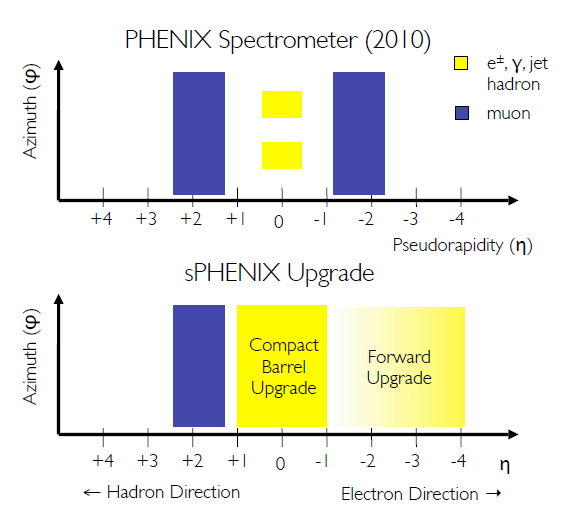 PHENIX Spectrometer (2010)
e±, γ, jet
hadron
muon
Azimuth (φ)
+4 +3 +2 +1 0 -1 -2 -3 -4
Pseudorapidity (η)
sPHENIX Upgrade
Azimuth (φ)
Compact
Barrel
Upgrade
Forward
Upgrade
+4 +3 +2 +1 0 -1 -2 -3 -4 η
← Hadron Direction
Electron Direction →